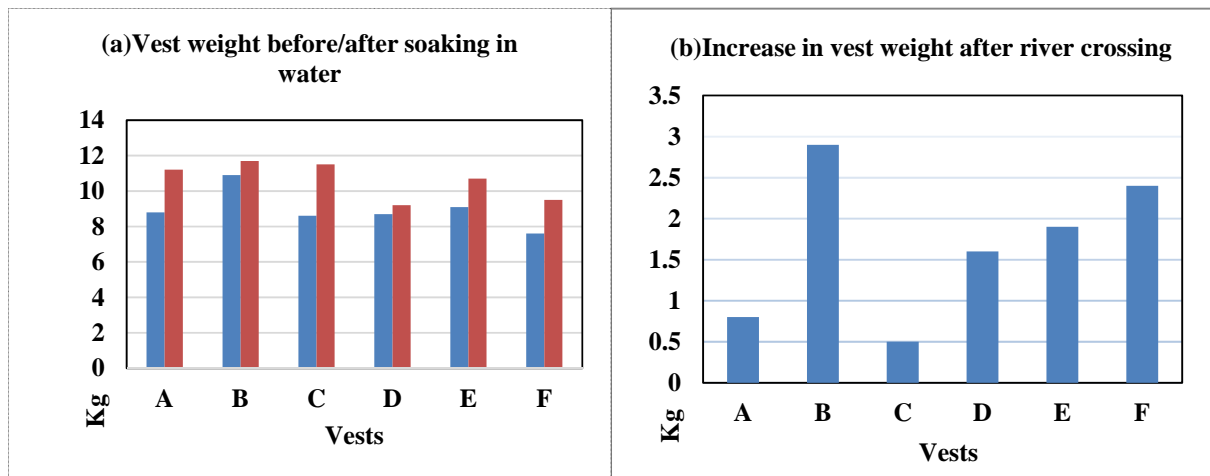 (a)Vest weight before/after soaking in
water
14
12
10
8
6
4
2
0
Kg
A B C D E F
Vests
(b)Increase in vest weight after river crossing
3.5
3
2.5
2
1.5
1
0.5
0
Kg
A B C D E F
Vests